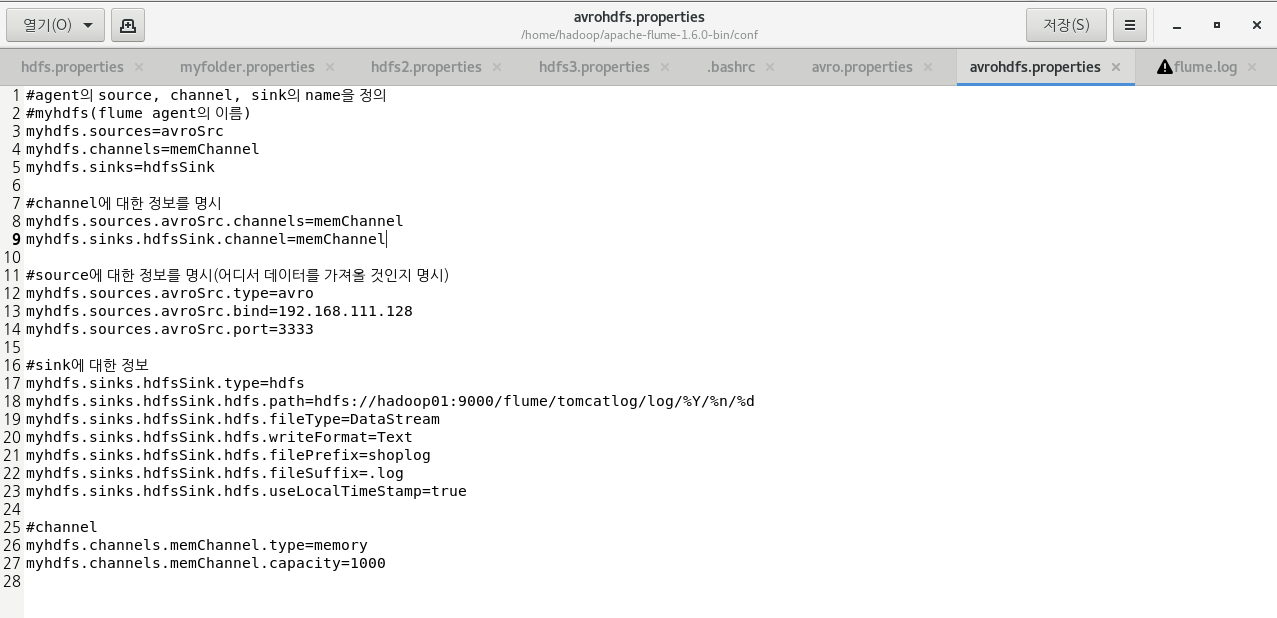 열기(O)
avrohdfs.properties
/home/hadoop/apache-flume-1.6.0-bin/conf
저장(S)
hdfs.properties
myfolder.properties
hdfs2.properties
hdfs3.properties
.bashrc
avro.properties
avrohdfs.properties
flume.log
1 #agent의 source, channel, sink의 name을 정의
2 #myhdfs(flume agent의 이름)
3 myhdfs.sources=avroSrc
4 myhdfs.channels=memChannel
5 myhdfs.sinks=hdfsSink
6
7 #channel에 대한 정보를 명시
8 myhdfs.sources.avroSrc.channels=memChannel
9 myhdfs.sinks.hdfsSink.channel=memChannel
10
11 #source에 대한 정보를 명시(어디서 데이터를 가져올 것인지 명시)
12 myhdfs.sources.avroSrc.type=avro
13 myhdfs.sources.avroSrc.bind=192.168.111.128
14 myhdfs.sources.avroSrc.port=3333
15
16 #sink에 대한 정보
17 myhdfs.sinks.hdfsSink.type=hdfs
18 myhdfs.sinks.hdfsSink.hdfs.path=hdfs://hadoop01:9000/flume/tomcatlog/log/%Y/%n/%d
19 myhdfs.sinks.hdfsSink.hdfs.fileType=DataStream
20 myhdfs.sinks.hdfsSink.hdfs.writeFormat=Text
21 myhdfs.sinks.hdfsSink.hdfs.filePrefix=shoplog
22 myhdfs.sinks.hdfsSink.hdfs.fileSuffix=.log
23 myhdfs.sinks.hdfsSink.hdfs.useLocalTimeStamp=true
24
25 #channel
26 myhdfs.channels.memChannel.type=memory
27 myhdfs.channels.memChannel.capacity=1000
28